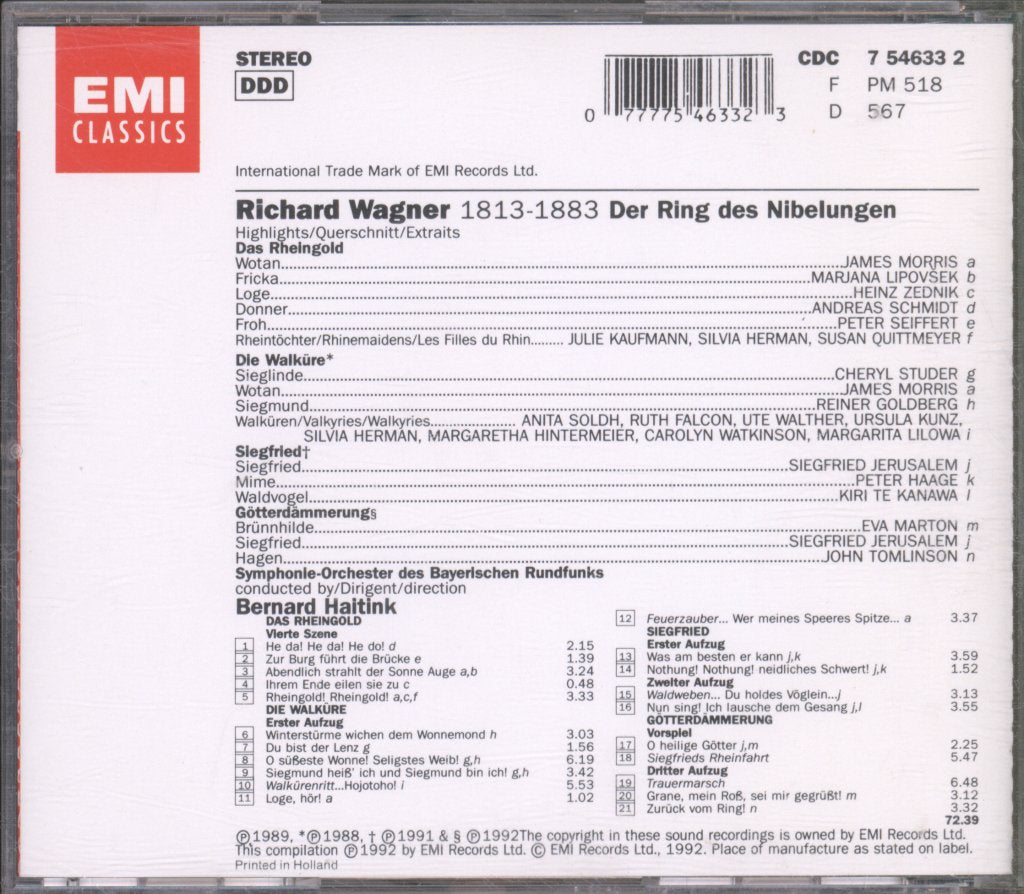 EMI
CLASSICS
STEREO
DDD
0 77775 46332 3
CDC 7 54633 2
F PM 518
D 567
International Trade Mark of EMI Records Ltd.
Richard Wagner 1813-1883 Der Ring des Nibelungen
Highlights/Querschnitt/Extraits
Das Rheingold
Wotan..........JAMES MORRIS a
Fricka..........MARJANA LIPOVŠEK b
Loge..........HEINZ ZEDNIK c
Donner..........ANDREAS SCHMIDT d
Froh..........PETER SEIFFERT e
Rheintöchter/Rhinemaidens/Les Filles du Rhin........ JULIE KAUFMANN, SILVIA HERMAN, SUSAN QUITTMEYER f
Die Walküre*
Sieglinde..........CHERYL STUDER g
Wotan..........JAMES MORRIS a
Siegmund..........REINER GOLDBERG h
Walküren/Valkyries/Walkyries.......... ANITA SOLDH, RUTH FALCON, UTE WALTHER, URSULA KUNZ,
SILVIA HERMAN, MARGARETHA HINTERMEIER, CAROLYN WATKINSON, MARGARITA LILOWA i
Siegfried†
Siegfried..........SIEGFRIED JERUSALEM j
Mime..........PETER HAAGE k
Waldvogel..........KIRI TE KANAWA l
Götterdämmerung§
Brünnhilde..........EVA MARTON m
Siegfried..........SIEGFRIED JERUSALEM j
Hagen..........JOHN TOMLINSON n
Symphonie-Orchester des Bayerischen Rundfunks
conducted by/Dirigent/direction
Bernard Haitink
DAS RHEINGOLD
Vierte Szene
1 He da! He da! He do! d 2.15
2 Zur Burg führt die Brücke e 1.39
3 Abendlich strahlt der Sonne Auge a,b 3.24
4 Ihrem Ende eilen sie zu c 0,48
5 Rheingold! Rheingold! a,c,f 3.33
DIE WALKÜRE
Erster Aufzug
6 Winterstürme wichen dem Wonnemond h 3.03
7 Du bist der Lenz g 1.56
8 O süßeste Wonne! Seligstes Weib! g,h 6.19
9 Siegmund heiß' ich und Siegmund bin ich! g,h 3.42
10 Walkürenritt...Hojotoho! i 5.53
11 Loge, hör! a 1.02
12 Feuerzauber... Wer meines Speeres Spitze... a 3.37
SIEGFRIED
Erster Aufzug
13 Was am besten er kann j,k 3.59
14 Nothung! Nothung! neidliches Schwert! j,k 1.52
Zweiter Aufzug
15 Waldweben... Du holdes Vöglein...j 3.13
16 Nun sing! Ich lausche dem Gesang j,l 3.55
GÖTTERDÄMMERUNG
Vorspiel
17 O heilige Götter j,m 2.25
18 Siegfrieds Rheinfahrt 5.47
Dritter Aufzug
19 Trauermarsch 6.48
20 Grane, mein Roß, sei mir gegrüßt! m 3.12
21 Zurück vom Ring! n 3.32
72.39
℗1989, *℗1988, † ℗1991 & § ℗1992The copyright in these sound recordings is owned by EMI Records Ltd.
This compilation ℗1992 by EMI Records Ltd. © EMI Records Ltd., 1992. Place of manufacture as stated on label.
Printed in Holland